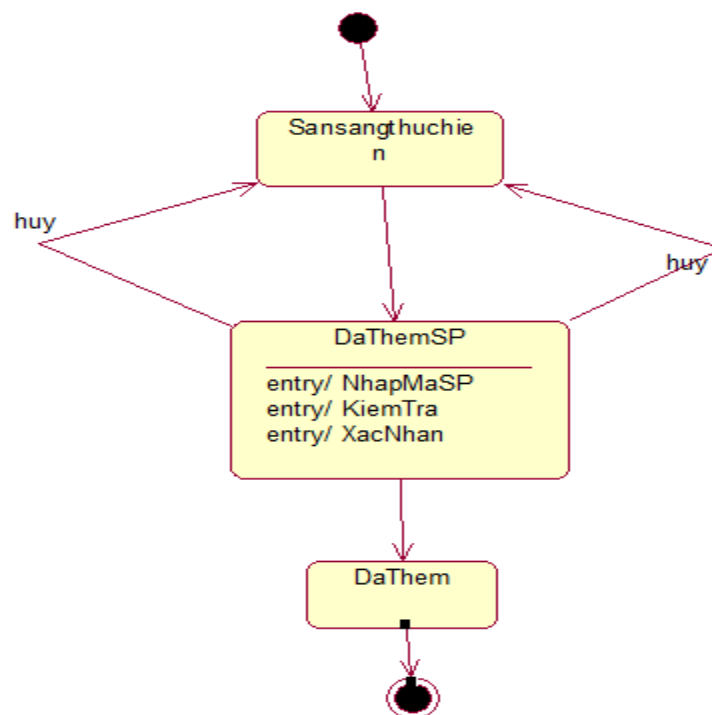 Sansangthuchie
n
huy
huy
DaThemSP
entry/ NhapMaSP
entry/ KiemTra
entry/ XacNhan
DaThem